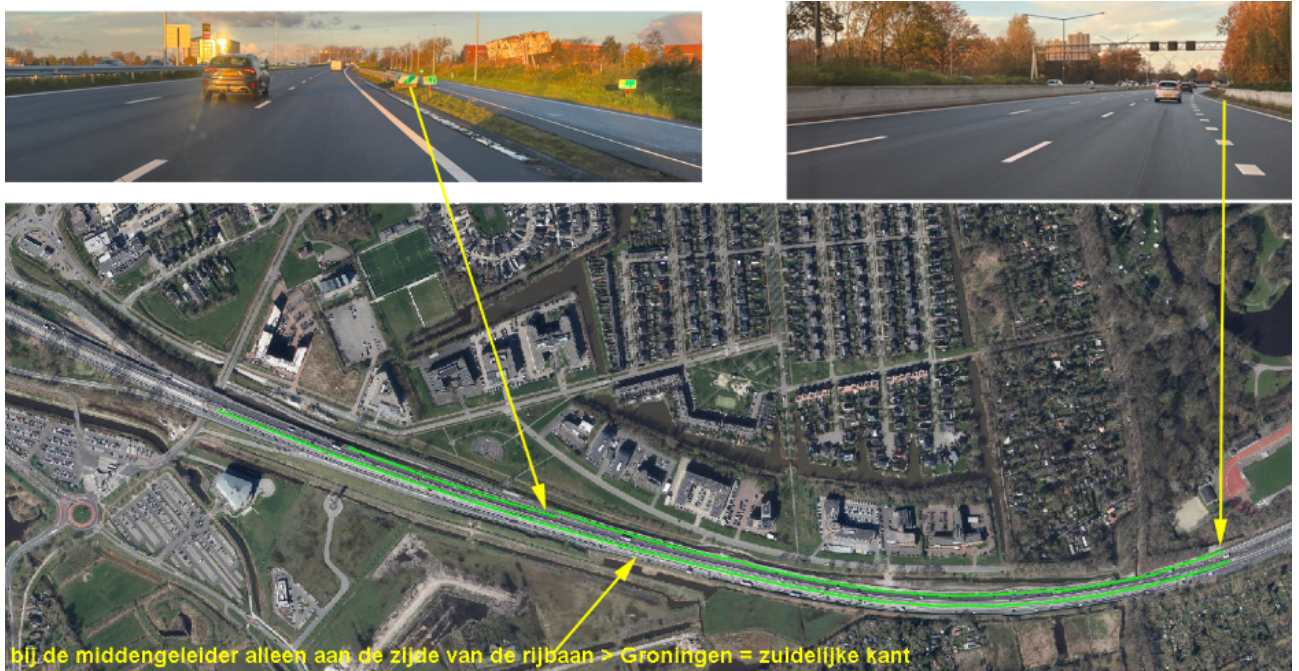 bij de middengeleider alleen aan de zijde van de rijbaan > Groningen = zuidelijke kant